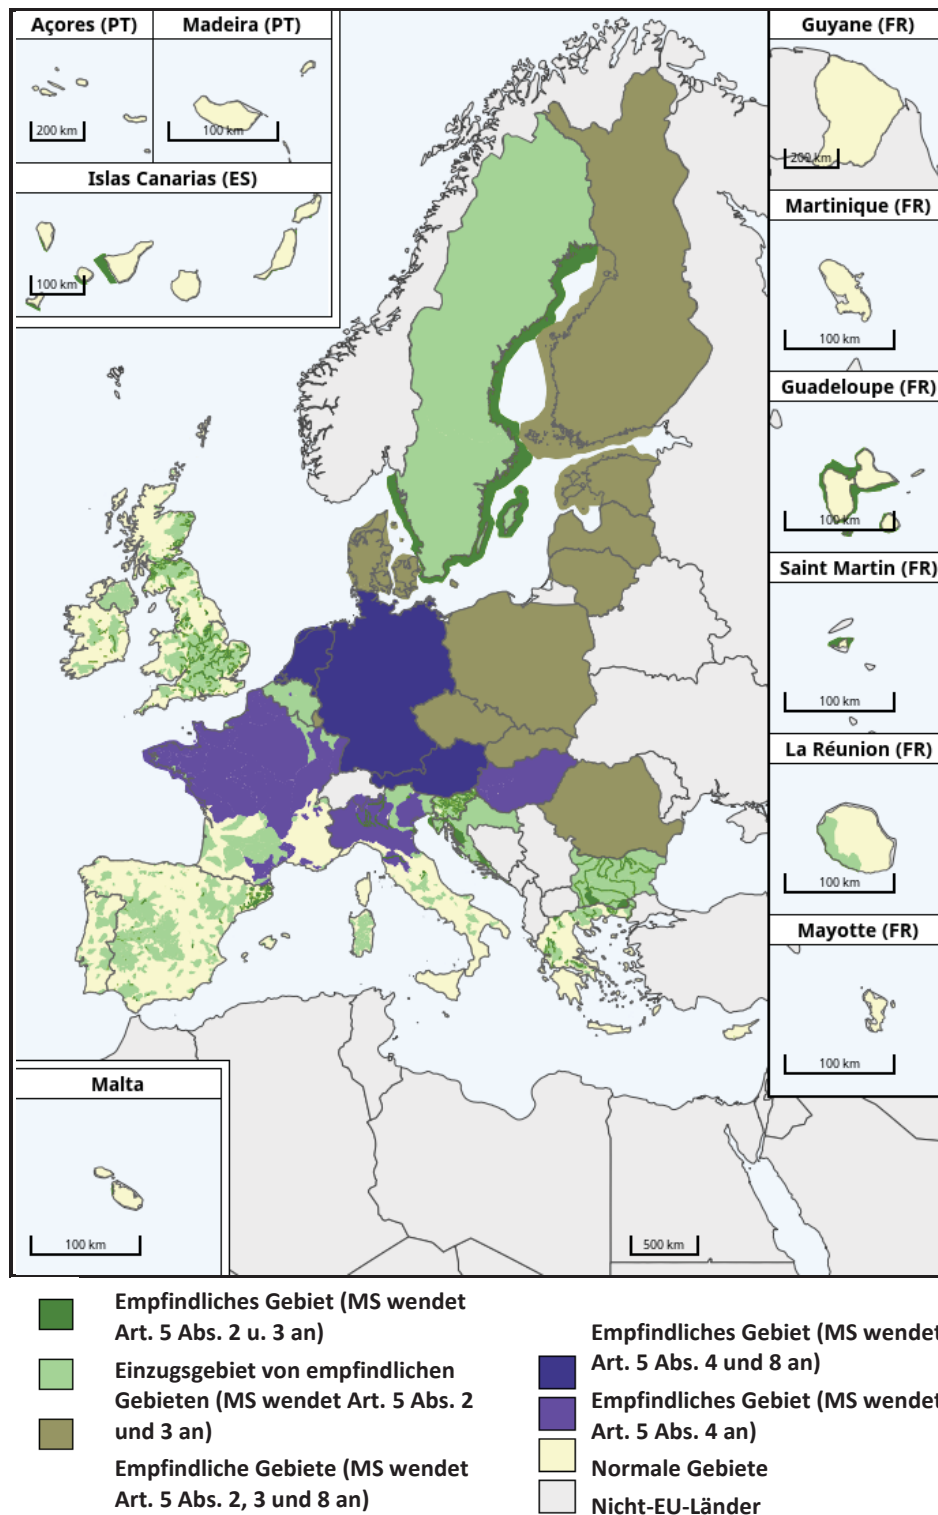 Açores (PT)
Madeira (PT)
200 km
100 km
Islas Canarias (ES)
100 km
Guyane (FR)
200 km
Martinique (FR)
100 km
Guadeloupe (FR)
100 km
Saint Martin (FR)
100 km
La Réunion (FR)
100 km
Mayotte (FR)
100 km
Malta
100 km
500 km
Empfindliches Gebiet (MS wendet
Art. 5 Abs. 2 u. 3 an)
Einzugsgebiet von empfindlichen
Gebieten (MS wendet Art. 5 Abs. 2
und 3 an)
Empfindliche Gebiete (MS wendet
Art. 5 Abs. 2, 3 und 8 an)
Empfindliches Gebiet (MS wendet
Art. 5 Abs. 4 und 8 an)
Empfindliches Gebiet (MS wendet
Art. 5 Abs. 4 an)
Normale Gebiete
Nicht-EU-Länder